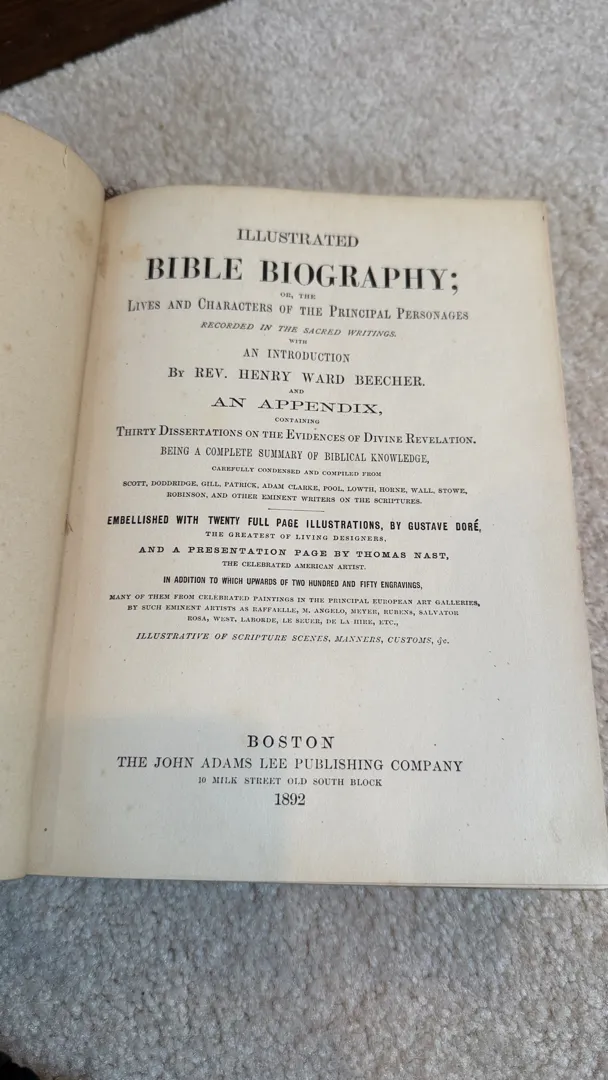 ILLUSTRATED
BIBLE BIOGRAPHY;
OR, THE
LIVES AND CHARACTERS OF THE PRINCIPAL PERSONAGES
RECORDED IN THE SACRED WRITINGS.
WITH
AN INTRODUCTION
BY REV. HENRY WARD BEECHER.
AND
AN APPENDIX,
CONTAINING
THIRTY DISSERTATIONS ON THE EVIDENCES OF DIVINE REVELATION.
BEING A COMPLETE SUMMARY OF BIBLICAL KNOWLEDGE,
CAREFULLY CONDENSED AND COMPILED FROM
SCOTT, DODDRIDGE, GILL, PATRICK, ADAM CLARKE, POOL, LOWTH, HORNE, WALL, STOWE,
ROBINSON, AND OTHER EMINENT WRITERS ON THE SCRIPTURES.
EMBELLISHED WITH TWENTY FULL PAGE ILLUSTRATIONS, BY GUSTAVE DORÉ,
THE GREATEST OF LIVING DESIGNERS,
AND A PRESENTATION PAGE BY THOMAS NAST,
THE CELEBRATED AMERICAN ARTIST.
IN ADDITION TO WHICH UPWARDS OF TWO HUNDRED AND FIFTY ENGRAVINGS,
MANY OF THEM FROM CELEBRATED PAINTINGS IN THE PRINCIPAL EUROPEAN ART GALLERIES,
BY SUCH EMINENT ARTISTS AS RAFFAELLE, M. ANGELO, MEYER, RUBENS, SALVATOR
ROSA, WEST, LABORDE, LE SEUER, DE LA HIRE, ETC.,
ILLUSTRATIVE OF SCRIPTURE SCENES, MANNERS, CUSTOMS, &c.
BOSTON
THE JOHN ADAMS LEE PUBLISHING COMPANY
10 MILK STREET OLD SOUTH BLOCK
1892